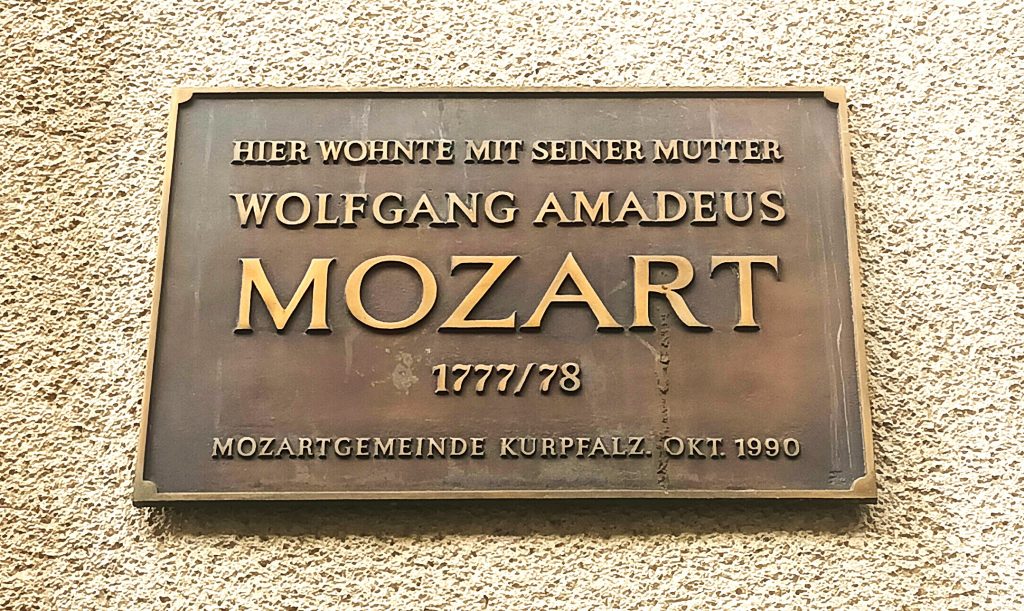 HIER WOHNTE MIT SEINER MUTTER
WOLFGANG AMADEUS
MOZART
1777/78
MOZARTGEMEINDE KURPFALZ. OKT. 1990